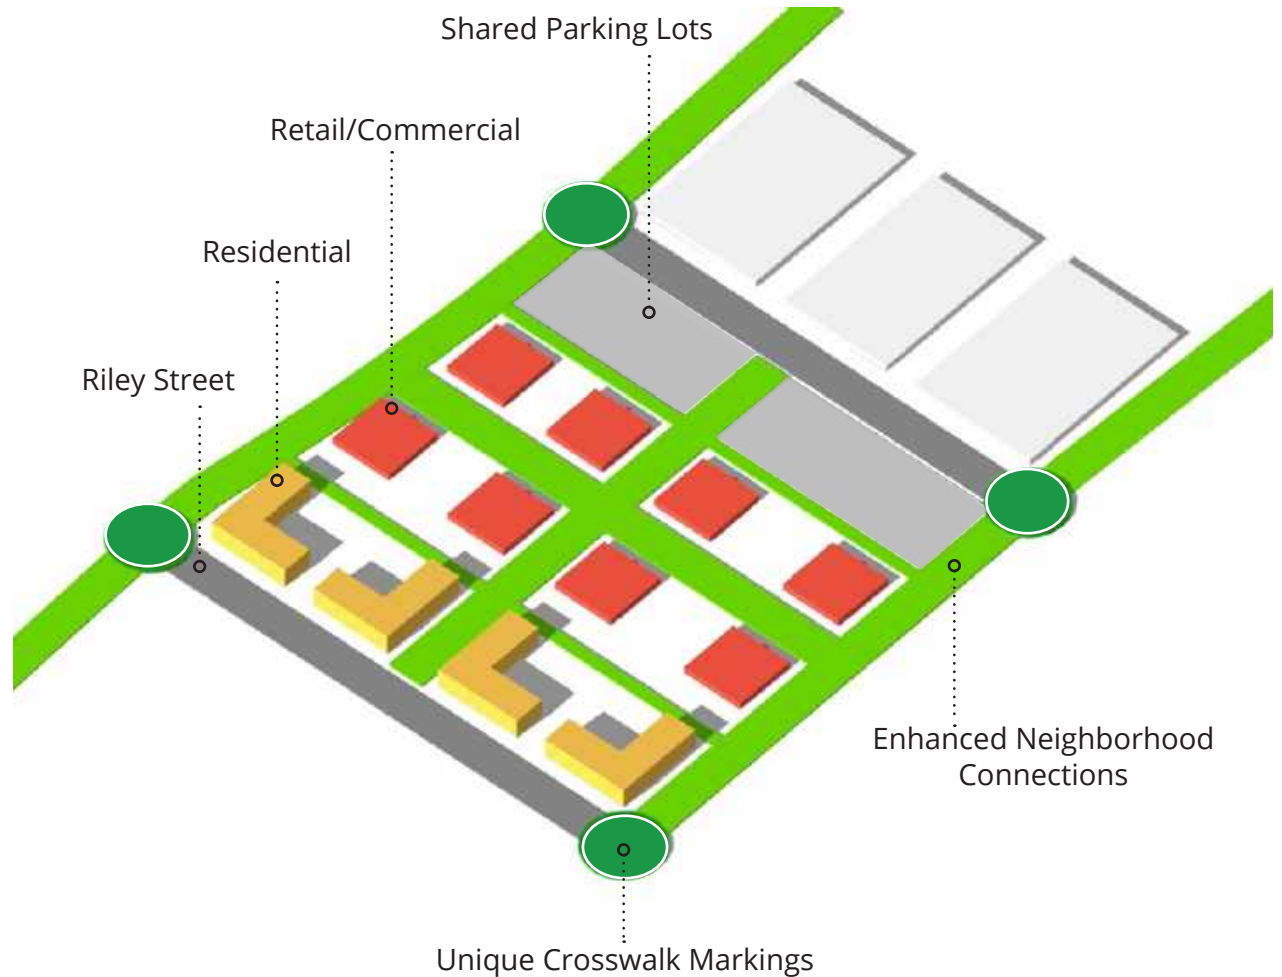 Shared Parking Lots
Retail/Commercial
Residential
Riley Street
Enhanced Neighborhood
Connections
Unique Crosswalk Markings